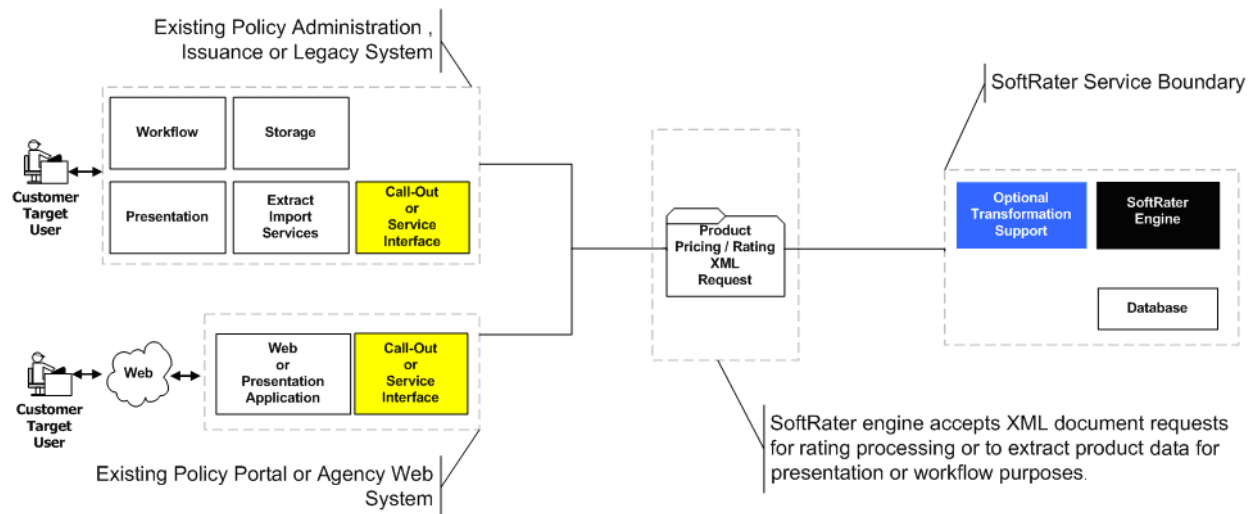 Existing Policy Administration ,
Issuance or Legacy System
SoftRater Service Boundary
Workflow
Storage
Customer
Target
User
Presentation
Extract
Import
Services
Call-Out
or
Service
Interface
Product
Pricing / Rating
XML
Request
Optional
Transformation
Support
SoftRater
Engine
Database
Customer
Target
User
Web
Web
or
Presentation
Application
Call-Out
or
Service
Interface
Existing Policy Portal or Agency Web
System
SoftRater engine accepts XML document requests
for rating processing or to extract product data for
presentation or workflow purposes.